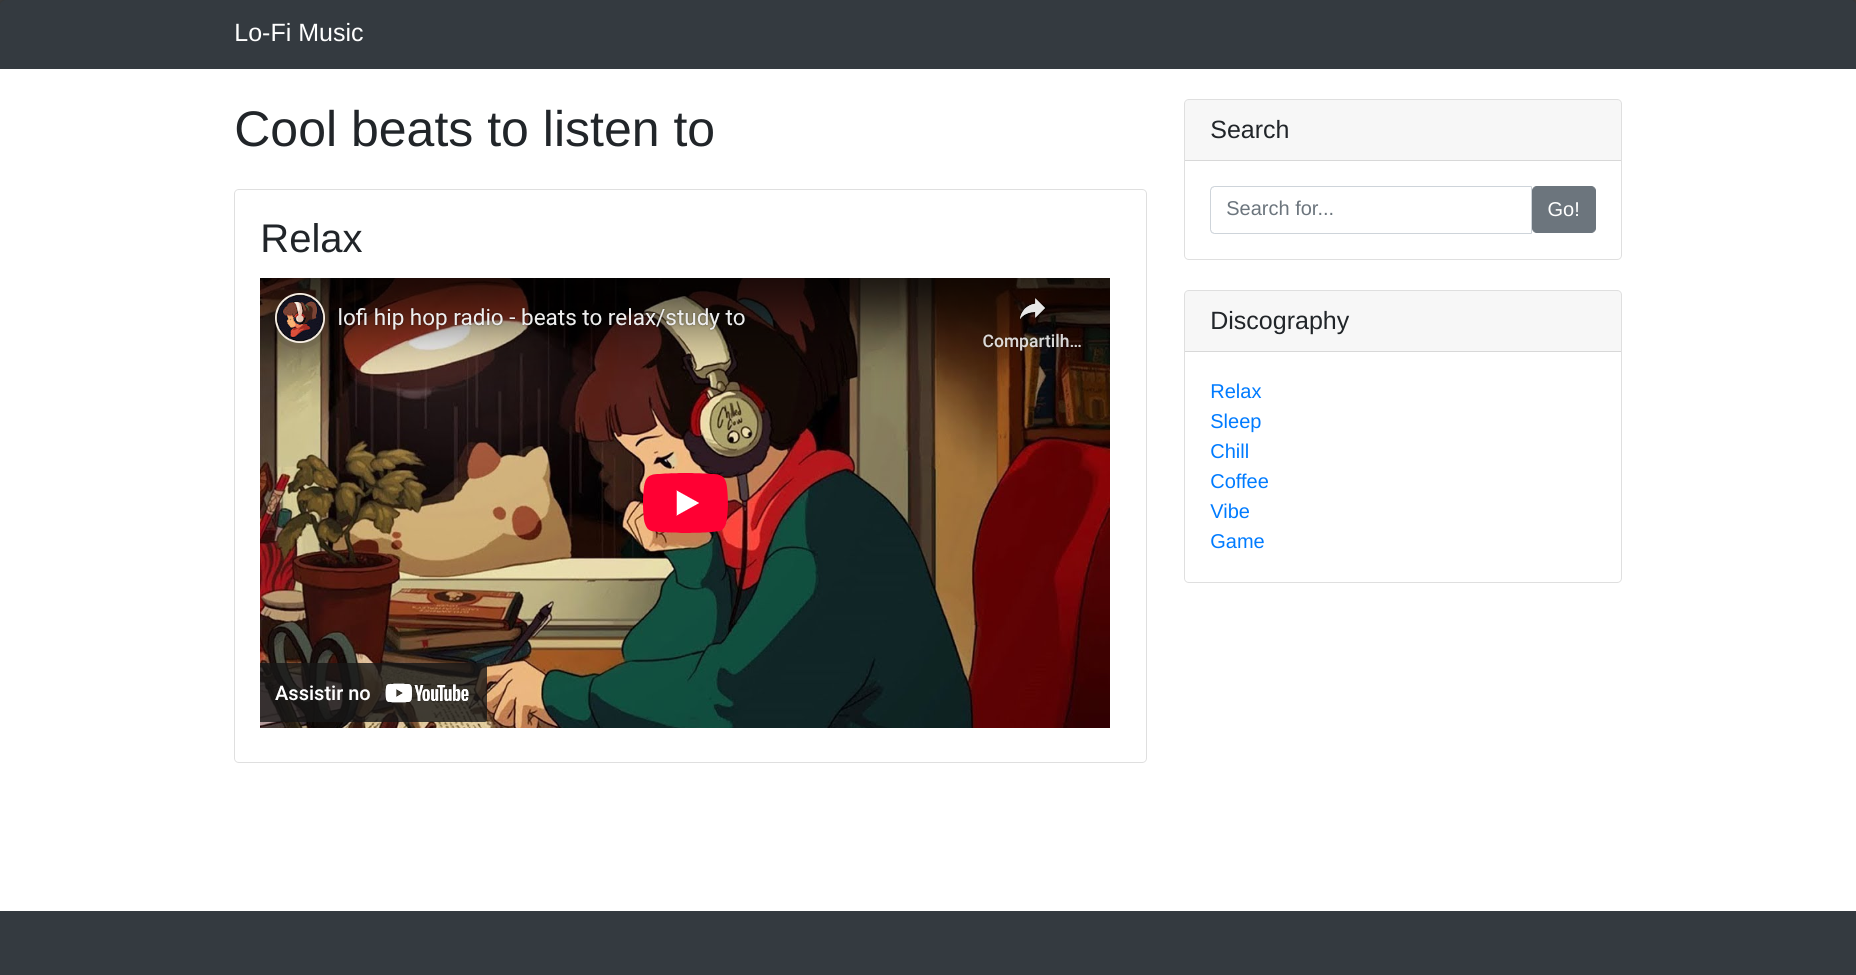 Lo-Fi Music
Cool beats to listen to
Relax
lofi hip hop radio - beats to relax/study to
Compartilh...
Assistir no YouTube
Search
Search for...
Go!
Discography
Relax
Sleep
Chill
Coffee
Vibe
Game